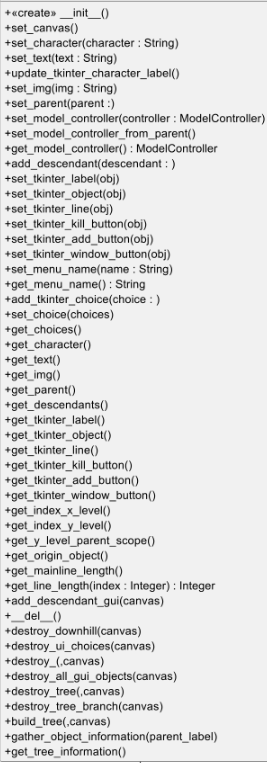 +«create» __init__()
+set_canvas()
+set_character(character : String)
+set_text(text : String)
+update_tkinter_character_label()
+set_img(img : String)
+set_parent(parent :)
+set_model_controller(controller : ModelController)
+set_model_controller_from_parent()
+get_model_controller() : ModelController
+add_descendant(descendant : )
+set_tkinter_label(obj)
+set_tkinter_object(obj)
+set_tkinter_line(obj)
+set_tkinter_kill_button(obj)
+set_tkinter_add_button(obj)
+set_tkinter_window_button(obj)
+set_menu_name(name : String)
+get_menu_name() : String
+add_tkinter_choice(choice : )
+set_choice(choices)
+get_choices()
+get_character()
+get_text()
+get_img()
+get_parent()
+get_descendants()
+get_tkinter_label()
+get_tkinter_object()
+get_tkinter_line()
+get_tkinter_kill_button()
+get_tkinter_add_button()
+get_tkinter_window_button()
+get_index_x_level()
+get_index_y_level()
+get_y_level_parent_scope()
+get_origin_object()
+get_mainline_length()
+get_line_length(index : Integer) : Integer
+add_descendant_gui(canvas)
+__del__()
+destroy_downhill(canvas)
+destroy_ui_choices(canvas)
+destroy_(,canvas)
+destroy_all_gui_objects(canvas)
+destroy_tree(,canvas)
+destroy_tree_branch(canvas)
+build_tree(,canvas)
+gather_object_information(parent_label)
+get_tree_information()